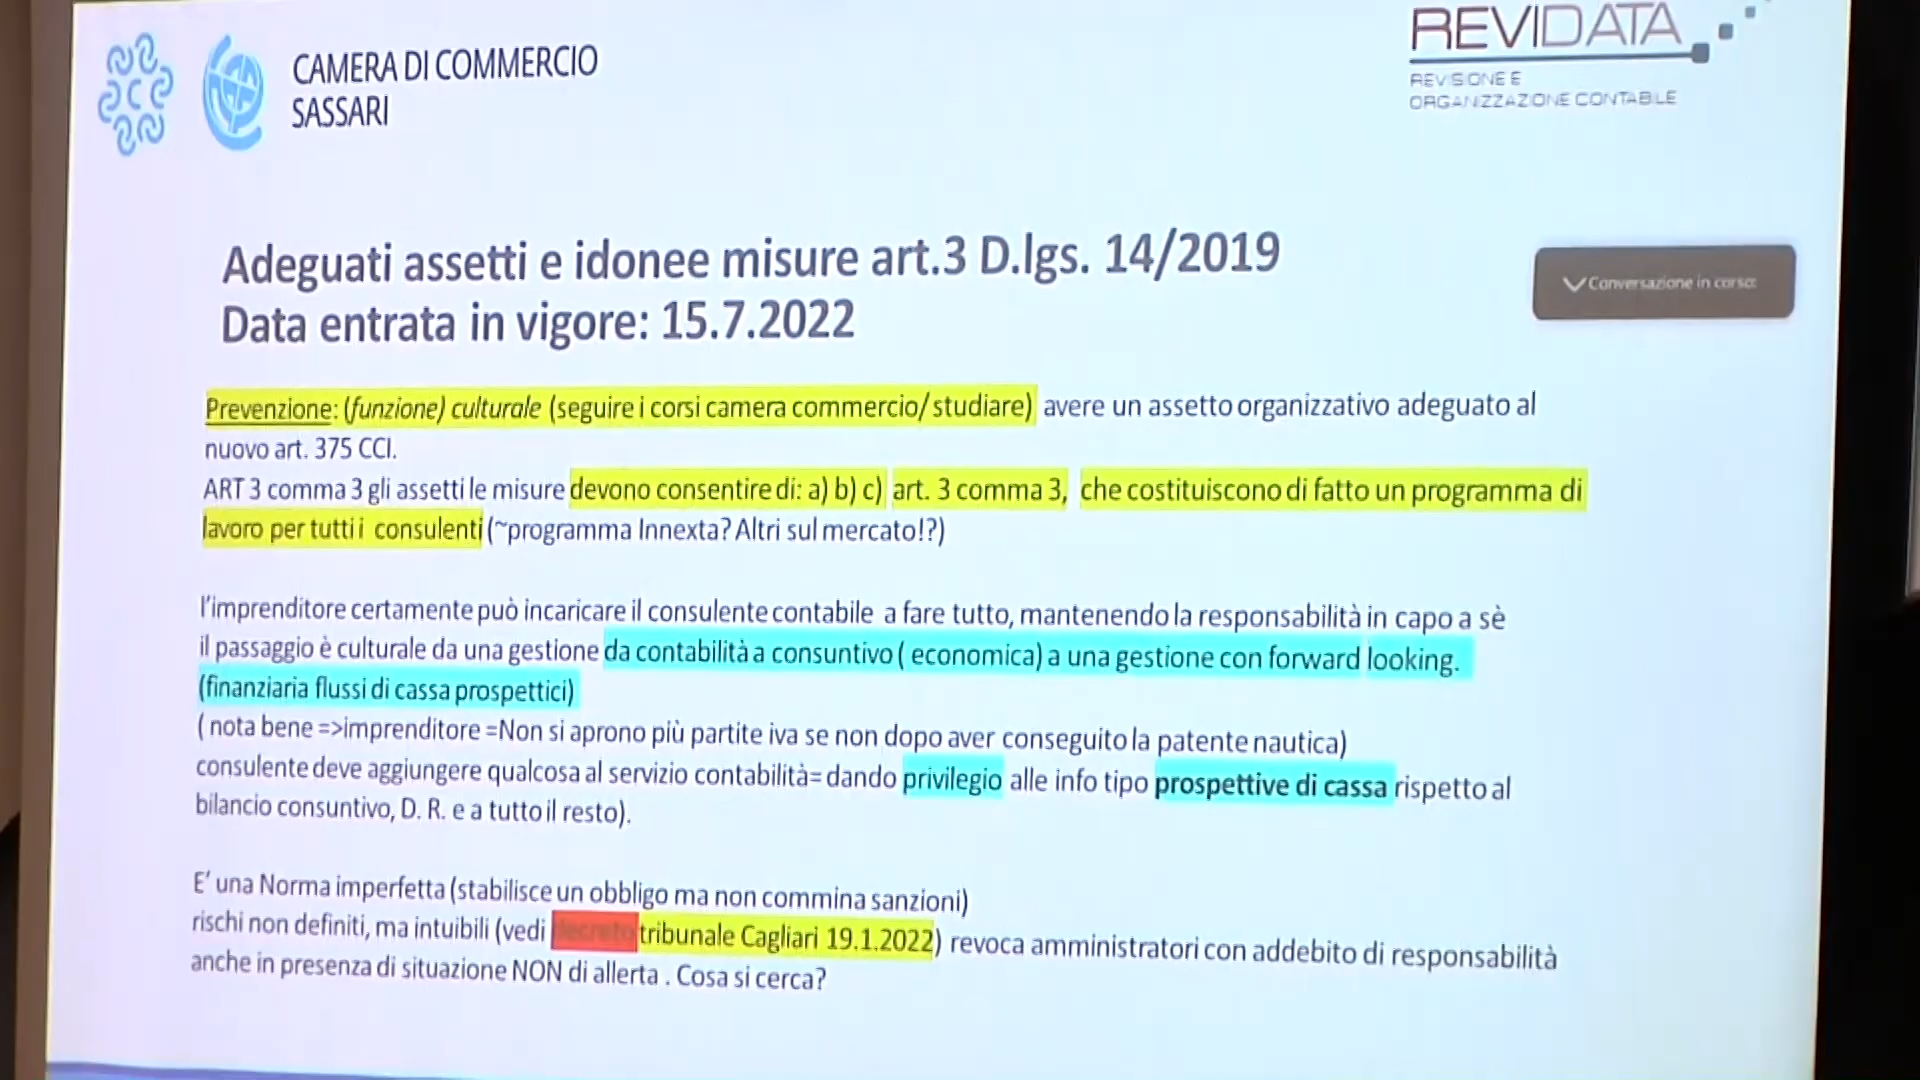 CAMERA DI COMMERCIO
SASSARI
REVIDATA
REVISIONE E
ORGANIZZAZIONE CONTABILE
Adeguati assetti e idonee misure art.3 D.lgs. 14/2019
Data entrata in vigore: 15.7.2022
Conversazione in corso:
Prevenzione: (funzione) culturale (seguire i corsi camera commercio/ studiare) avere un assetto organizzativo adeguato al
nuovo art. 375 CCI.
ART 3 comma 3 gli assetti le misure devono consentire di: a) b) c) art. 3 comma 3, che costituiscono di fatto un programma di
lavoro per tutti i consulenti (~programma Innexta? Altri sul mercato!?)
l'imprenditore certamente può incaricare il consulente contabile a fare tutto, mantenendo la responsabilità in capo a sè
il passaggio è culturale da una gestione da contabilità a consuntivo ( economica) a una gestione con forward looking.
(finanziaria flussi di cassa prospettici)
( nota bene =>imprenditore =Non si aprono più partite iva se non dopo aver conseguito la patente nautica)
consulente deve aggiungere qualcosa al servizio contabilità= dando privilegio alle info tipo prospettive di cassa rispetto al
bilancio consuntivo, D. R. e a tutto il resto).
E' una Norma imperfetta (stabilisce un obbligo ma non commina sanzioni)
rischi non definiti, ma intuibili (vedi decreto tribunale Cagliari 19.1.2022) revoca amministratori con addebito di responsabilità
anche in presenza di situazione NON di allerta . Cosa si cerca?